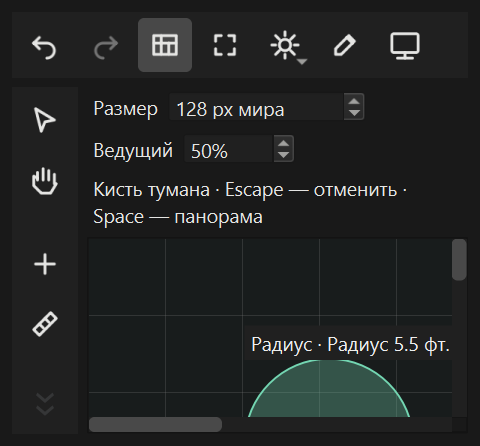 Размер 128 px мира
Ведущий 50%
Кисть тумана · Escape — отменить ·
Space — панорама
Радиус · Радиус 5.5 фт.